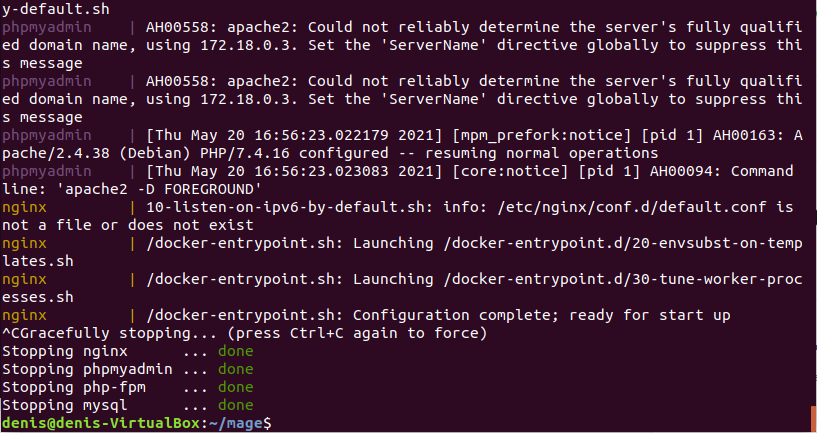 y-default.sh
phpmyadmin    | AH00558: apache2: Could not reliably determine the server's fully qualifi
ed domain name, using 172.18.0.3. Set the 'ServerName' directive globally to suppress thi
s message
phpmyadmin    | AH00558: apache2: Could not reliably determine the server's fully qualifi
ed domain name, using 172.18.0.3. Set the 'ServerName' directive globally to suppress thi
s message
phpmyadmin    | [Thu May 20 16:56:23.022179 2021] [mpm_prefork:notice] [pid 1] AH00163: A
pache/2.4.38 (Debian) PHP/7.4.16 configured -- resuming normal operations
phpmyadmin    | [Thu May 20 16:56:23.023083 2021] [core:notice] [pid 1] AH00094: Command
line: 'apache2 -D FOREGROUND'
nginx         | 10-listen-on-ipv6-by-default.sh: info: /etc/nginx/conf.d/default.conf is
not a file or does not exist
nginx         | /docker-entrypoint.sh: Launching /docker-entrypoint.d/20-envsubst-on-temp
lates.sh
nginx         | /docker-entrypoint.sh: Launching /docker-entrypoint.d/30-tune-worker-proc
esses.sh
nginx         | /docker-entrypoint.sh: Configuration complete; ready for start up
^CGracefully stopping... (press Ctrl+C again to force)
Stopping nginx      ... done
Stopping phpmyadmin ... done
Stopping php-fpm    ... done
Stopping mysql      ... done
denis@denis-VirtualBox:~/mage$